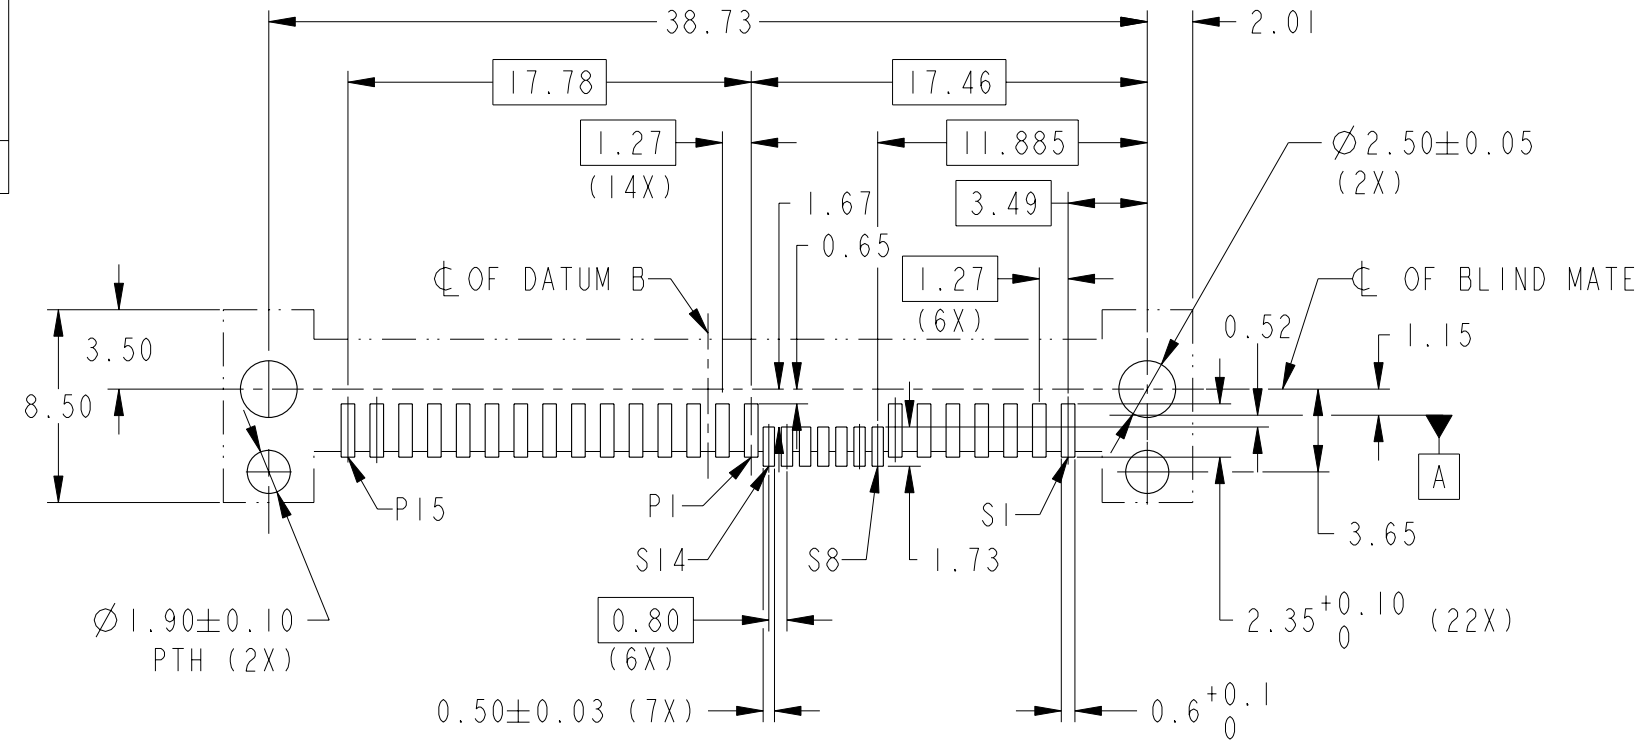 38.73
2.01
17.78
17.46
1.27
(14X)
11.885
Ø2.50±0.05
(2X)
1.67
3.49
0.65
℄ OF DATUM B
1.27
(6X)
℄ OF BLIND MATE
0.52
1.15
3.50
8.50
A
P15
P1
S1
S14
S8
1.73
3.65
Ø1.90±0.10
PTH (2X)
0.80
(6X)
2.35 +0.10 0 (22X)
0.50±0.03 (7X)
0.6 +0.1 0